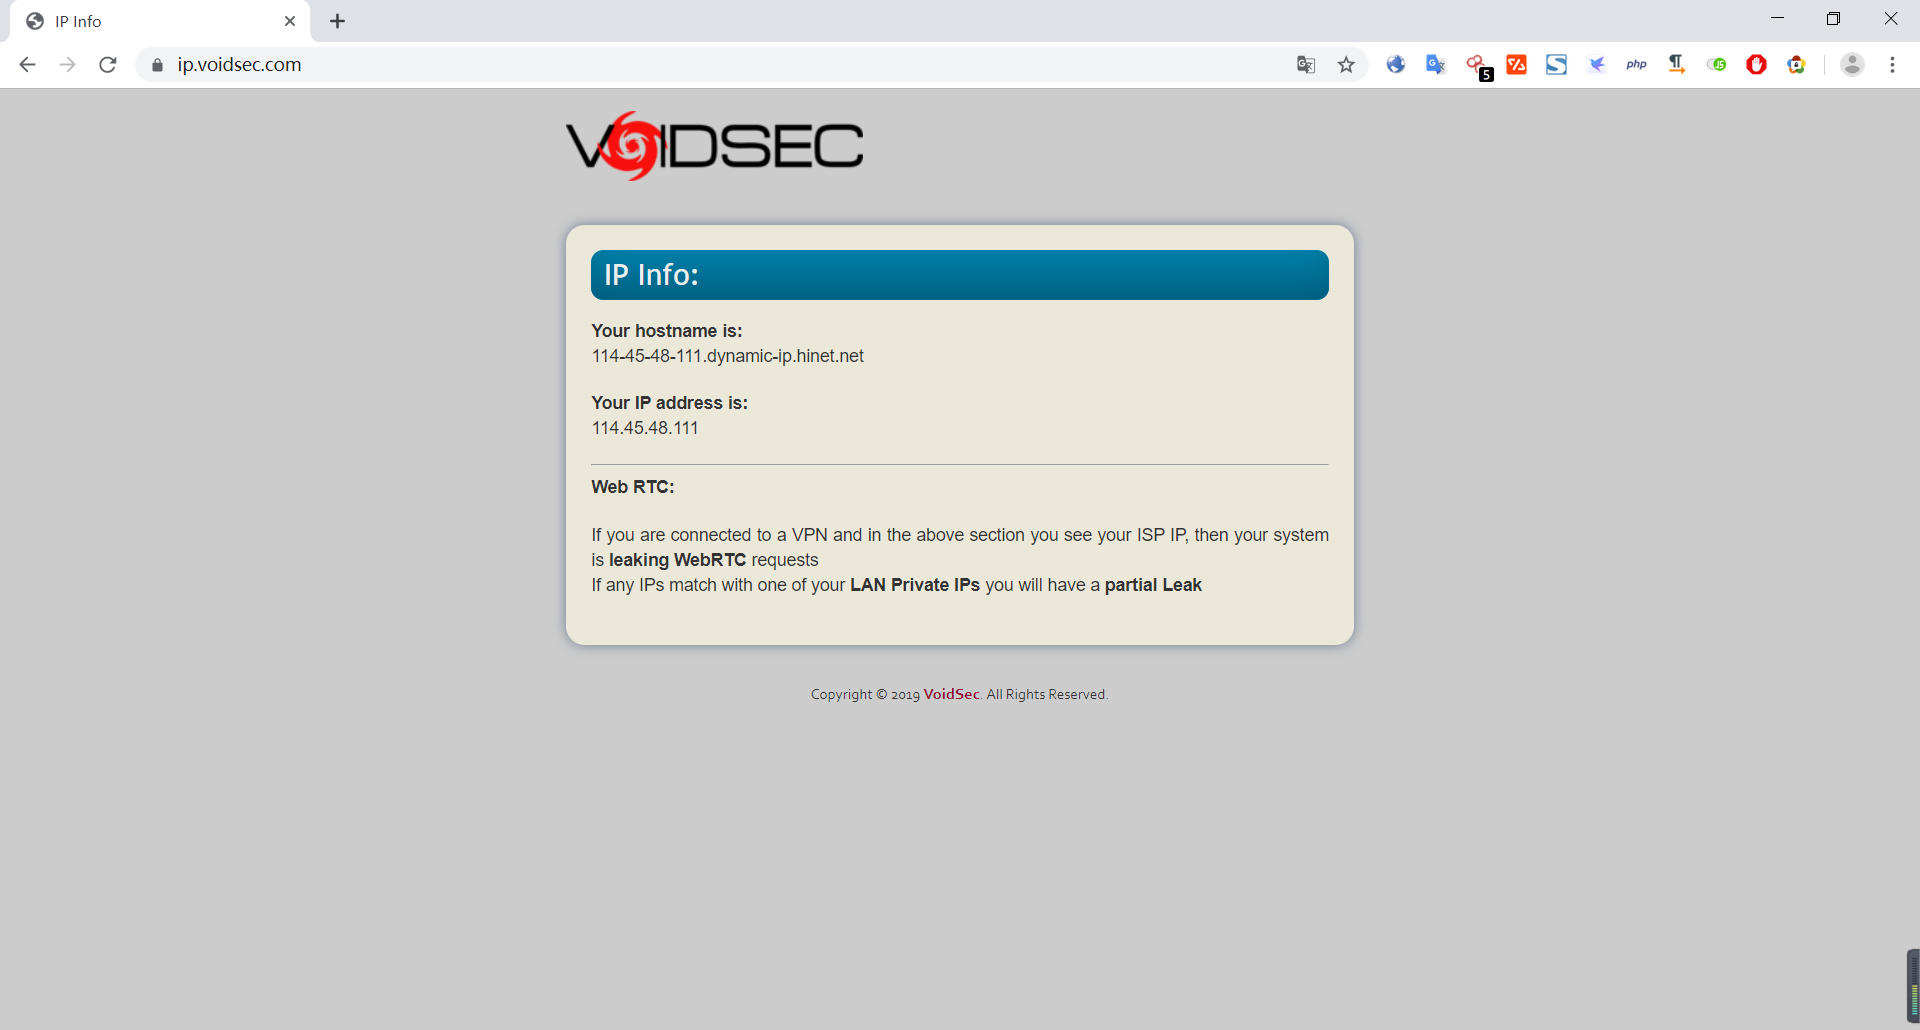 IP Info
ip.voidsec.com
5
php
JS
VOIDSEC
IP Info:
Your hostname is:
114-45-48-111.dynamic-ip.hinet.net
Your IP address is:
114.45.48.111
Web RTC:
If you are connected to a VPN and in the above section you see your ISP IP, then your system
is leaking WebRTC requests
If any IPs match with one of your LAN Private IPs you will have a partial Leak
Copyright © 2019 VoidSec. All Rights Reserved.